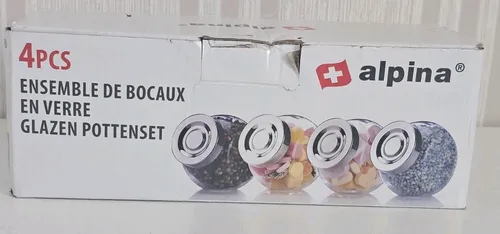 4PCS
ENSEMBLE DE BOCAUX
EN VERRE
GLAZEN POTTENSET
alpina®